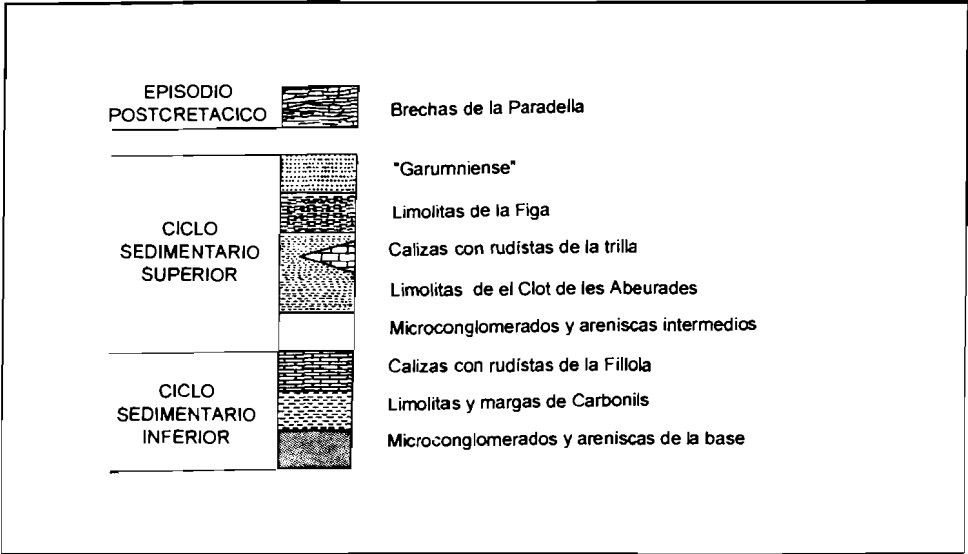 EPISODIO
POSTCRETACICO
Brechas de la Paradella
"Garumniense"
Limolitas de la Figa
CICLO
SEDIMENTARIO
SUPERIOR
Calizas con rudístas de la trilla
Limolitas de el Clot de les Abeurades
Microconglomerados y areniscas intermedios
Calizas con rudístas de la Fillola
CICLO
SEDIMENTARIO
INFERIOR
Limolitas y margas de Carbonils
Microconglomerados y areniscas de la base